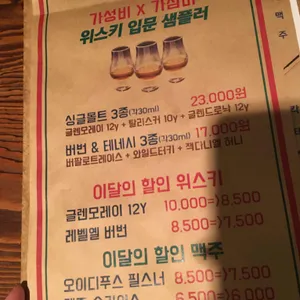 가성비 X 가심비
위스키 입문 샘플러
23,000원
싱글몰트 3종(각30ml)
글렌모레이 12y + 탈리스커 10y + 글렌드로낙 12y
17,000원
버번 & 테네시 3종(각30ml)
버팔로트레이스 + 와일드터키 + 잭다니엘 허니
이달의 할인 위스키
글렌모레이 12Y 10,000=>8,500
레벨옐 버번 8,500=>7,500
이달의 할인 맥주
오이디푸스 필스너 8,500=>7,500
6,500=>6,000
맥주